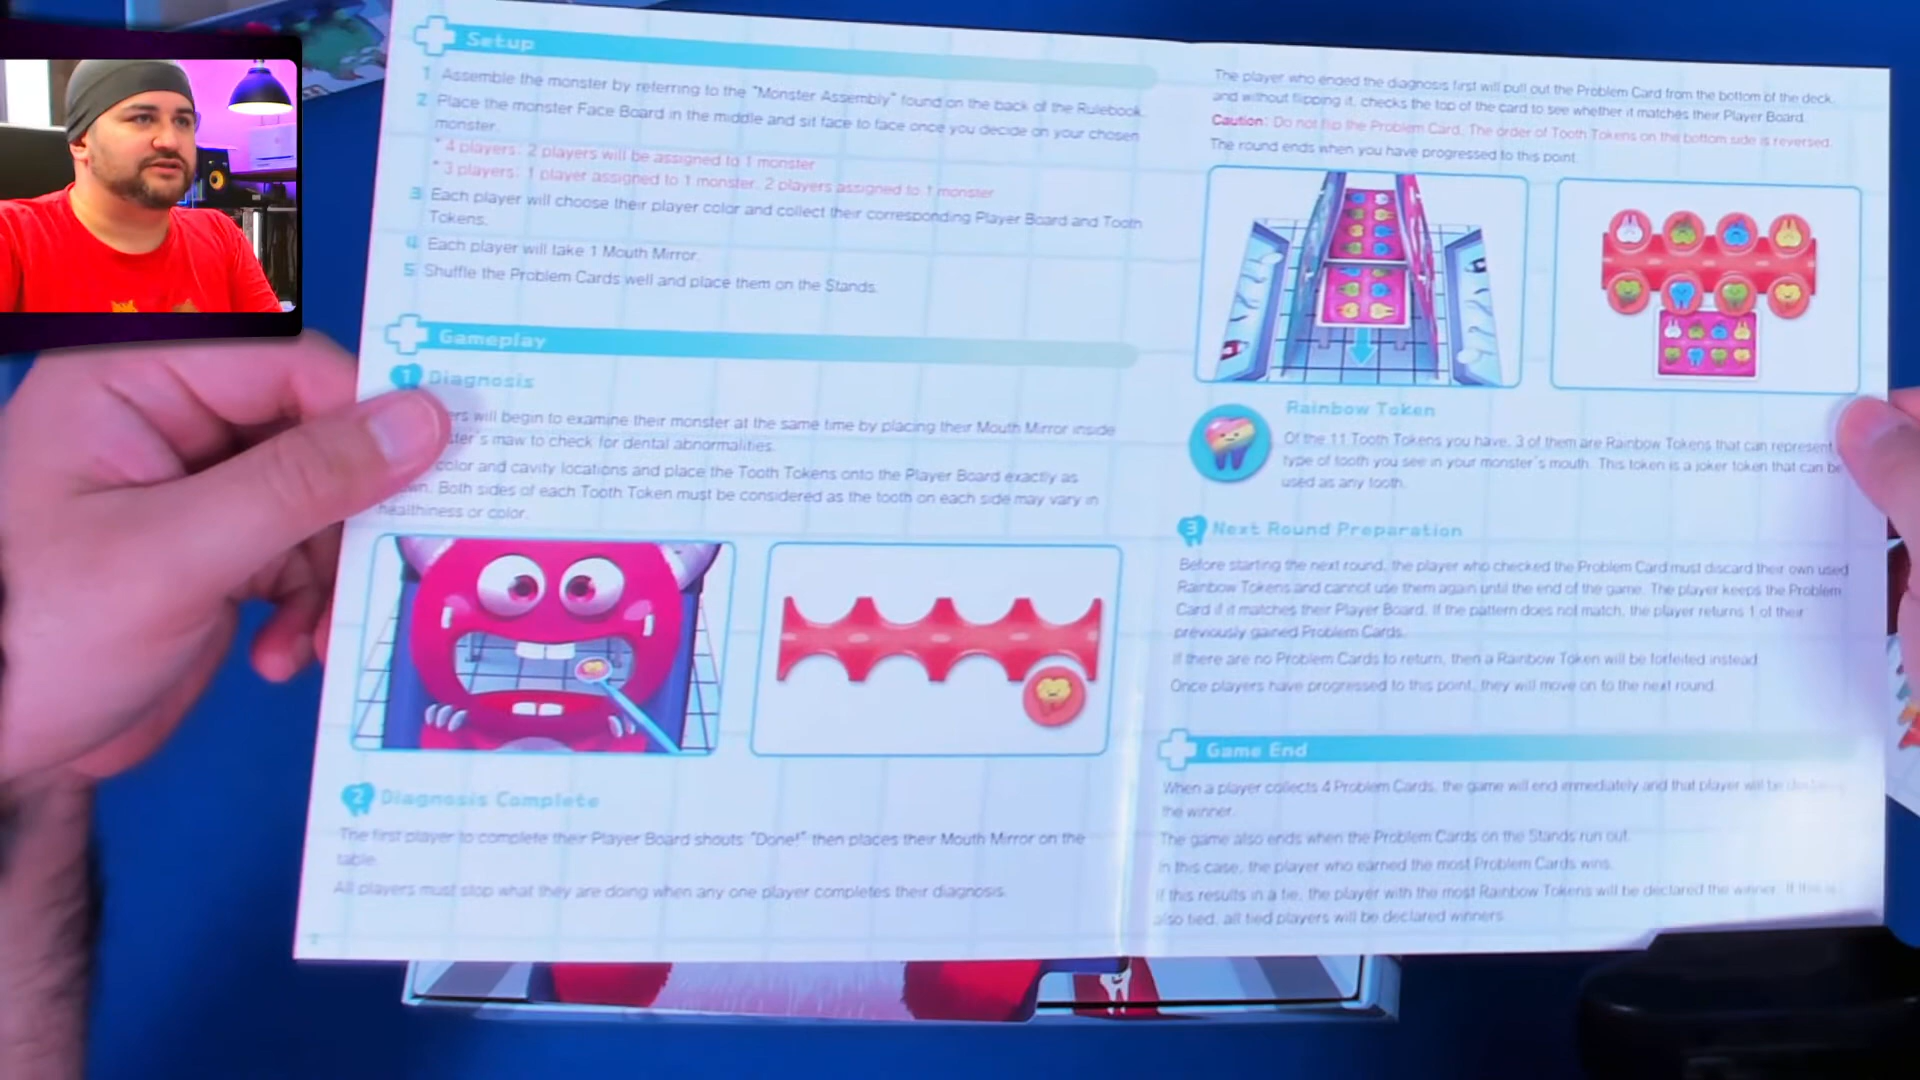 Setup
1 Assemble the monster by referring to the "Monster Assembly" found on the back of the Rulebook.
2 Place the monster Face Board in the middle and sit face to face once you decide on your chosen
monster.
* 4 players: 2 players will be assigned to 1 monster
* 3 players: 1 player assigned to 1 monster, 2 players assigned to 1 monster
3 Each player will choose their player color and collect their corresponding Player Board and Tooth
Tokens.
4 Each player will take 1 Mouth Mirror.
5 Shuffle the Problem Cards well and place them on the Stands.
Gameplay
1 Diagnosis
will begin to examine their monster at the same time by placing their Mouth Mirror inside
maw to check for dental abnormalities.
color and cavity locations and place the Tooth Tokens onto the Player Board exactly as
Both sides of each Tooth Token must be considered as the tooth on each side may vary in
healthiness or color.
2 Diagnosis Complete
The first player to complete their Player Board shouts "Done!" then places their Mouth Mirror on the
table.
All players must stop what they are doing when any one player completes their diagnosis.
The player who ended the diagnosis first will pull out the Problem Card from the bottom of the deck,
and without flipping it, checks the top of the card to see whether it matches their Player Board.
Caution: Do not flip the Problem Card. The order of Tooth Tokens on the bottom side is reversed.
The round ends when you have progressed to this point.
Rainbow Token
Of the 11 Tooth Tokens you have, 3 of them are Rainbow Tokens that can represent
type of tooth you see in your monster's mouth. This token is a joker token that can be
used as any tooth.
3 Next Round Preparation
Before starting the next round, the player who checked the Problem Card must discard their own used
Rainbow Tokens and cannot use them again until the end of the game. The player keeps the Problem
Card if it matches their Player Board. If the pattern does not match, the player returns 1 of their
previously gained Problem Cards.
If there are no Problem Cards to return, then a Rainbow Token will be forfeited instead.
Once players have progressed to this point, they will move on to the next round.
Game End
When a player collects 4 Problem Cards, the game will end immediately and that player will be
the winner.
The game also ends when the Problem Cards on the Stands run out.
In this case, the player who earned the most Problem Cards wins.
If this results in a tie, the player with the most Rainbow Tokens will be declared the winner. If this is
also tied, all tied players will be declared winners.